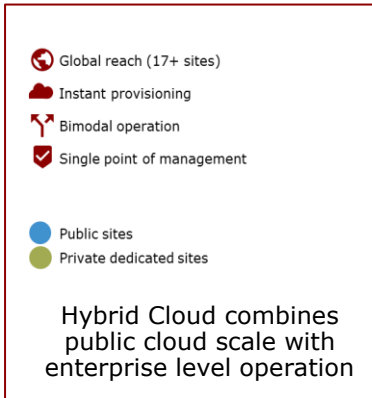 Global reach (17+ sites)
Instant provisioning
Bimodal operation
Single point of management
Public sites
Private dedicated sites
Hybrid Cloud combines
public cloud scale with
enterprise level operation